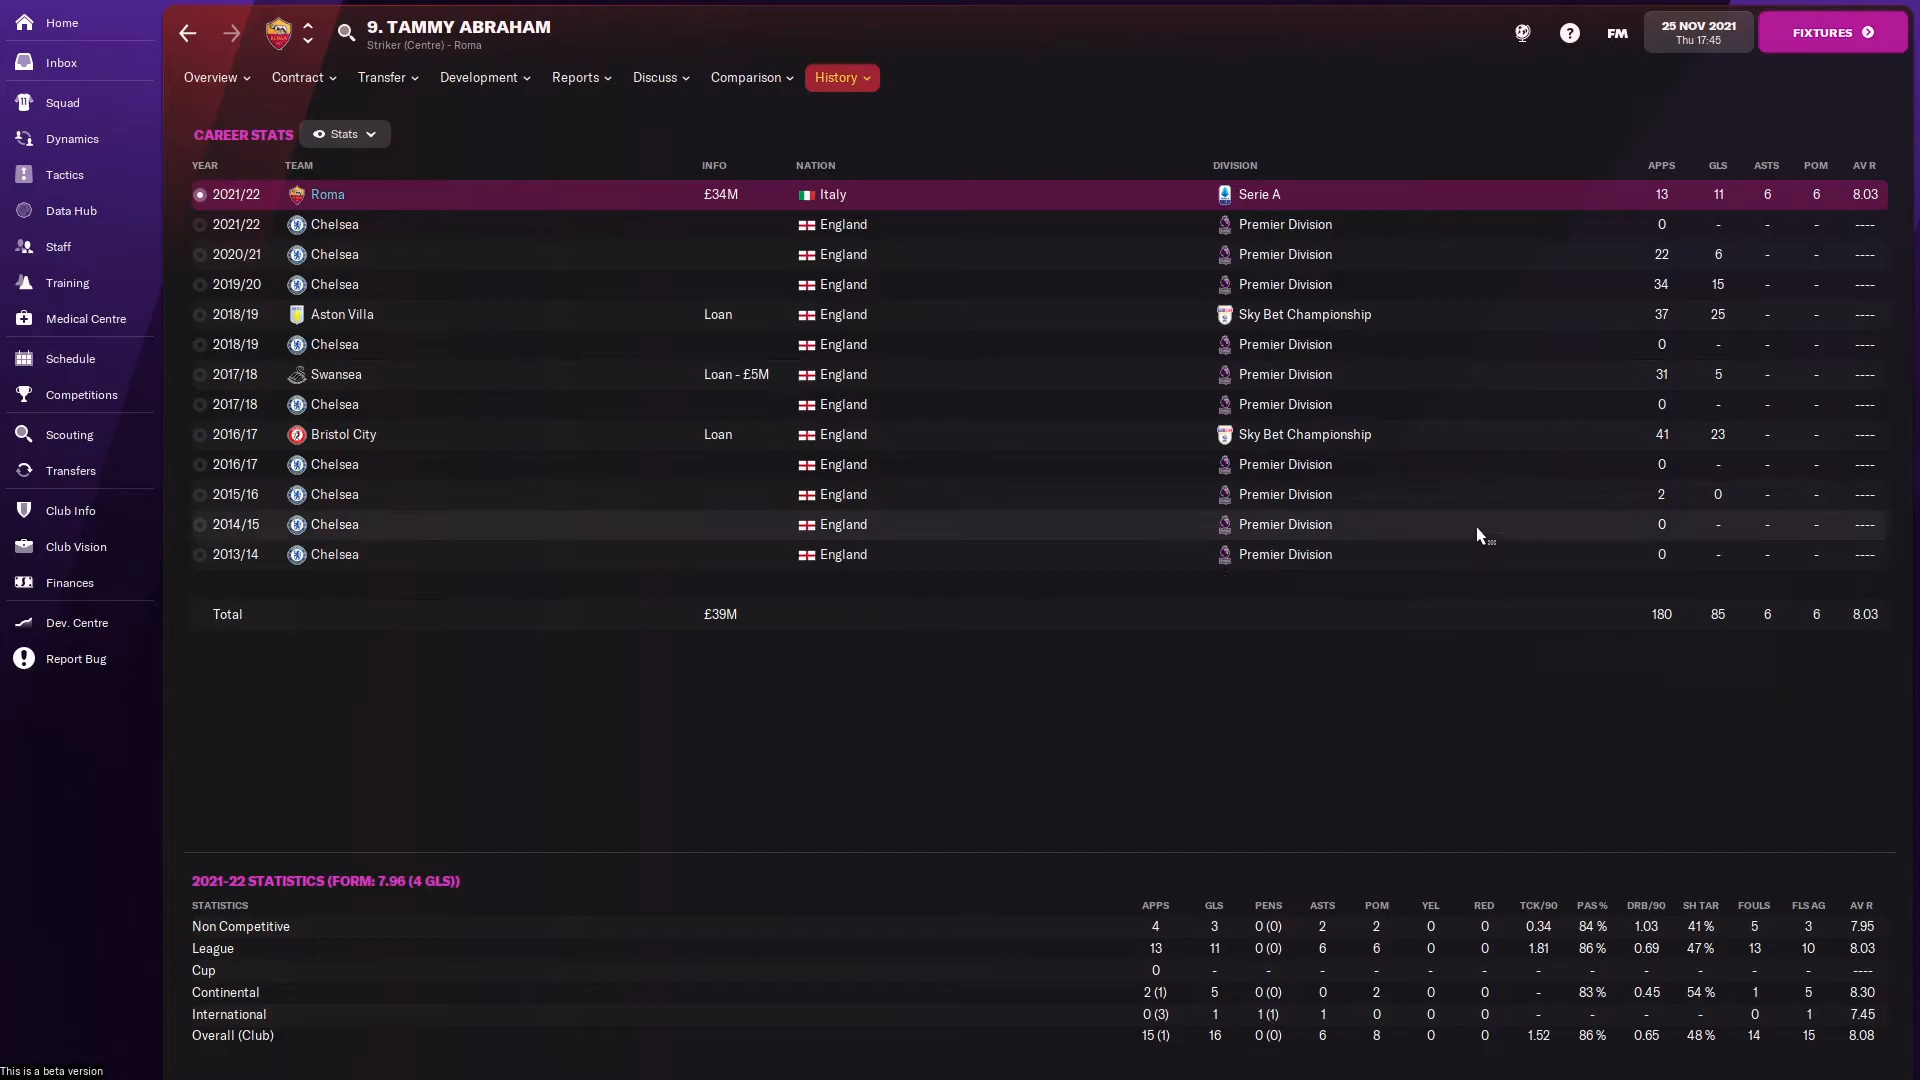 Home
Inbox
Squad
Dynamics
Tactics
Data Hub
Staff
Training
Medical Centre
Schedule
Competitions
Scouting
Transfers
Club Info
Club Vision
Finances
Dev. Centre
Report Bug
This is a beta version
9. TAMMY ABRAHAM
Striker (Centre) - Roma
FM
25 NOV 2021
Thu 17:45
FIXTURES
Overview Contract Transfer Development Reports Discuss Comparison History
CAREER STATS Stats
YEAR TEAM INFO NATION DIVISION APPS GLS ASTS POM AV R
2021/22 Roma £34M Italy Serie A 13 11 6 6 8.03
2021/22 Chelsea England Premier Division 0 - - - ----
2020/21 Chelsea England Premier Division 22 6 - - ----
2019/20 Chelsea England Premier Division 34 15 - - ----
2018/19 Aston Villa Loan England Sky Bet Championship 37 25 - - ----
2018/19 Chelsea England Premier Division 0 - - - ----
2017/18 Swansea Loan - £5M England Premier Division 31 5 - - ----
2017/18 Chelsea England Premier Division 0 - - - ----
2016/17 Bristol City Loan England Sky Bet Championship 41 23 - - ----
2016/17 Chelsea England Premier Division 0 - - - ----
2015/16 Chelsea England Premier Division 2 0 - - ----
2014/15 Chelsea England Premier Division 0 - - - ----
2013/14 Chelsea England Premier Division 0 - - - ----
Total £39M 180 85 6 6 8.03
2021-22 STATISTICS (FORM: 7.96 (4 GLS))
STATISTICS APPS GLS PENS ASTS POM YEL RED TCK/90 PAS % DRB/90 SH TAR FOULS FLS AG AV R
Non Competitive 4 3 0 (0) 2 2 0 0 0.34 84 % 1.03 41 % 5 3 7.95
League 13 11 0 (0) 6 6 0 0 1.81 86 % 0.69 47 % 13 10 8.03
Cup 0 - - - - - - - - - - - - ----
Continental 2 (1) 5 0 (0) 0 2 0 0 - 83 % 0.45 54 % 1 5 8.30
International 0 (3) 1 1 (1) 1 0 0 0 - - - - 0 1 7.45
Overall (Club) 15 (1) 16 0 (0) 6 8 0 0 1.52 86 % 0.65 48 % 14 15 8.08